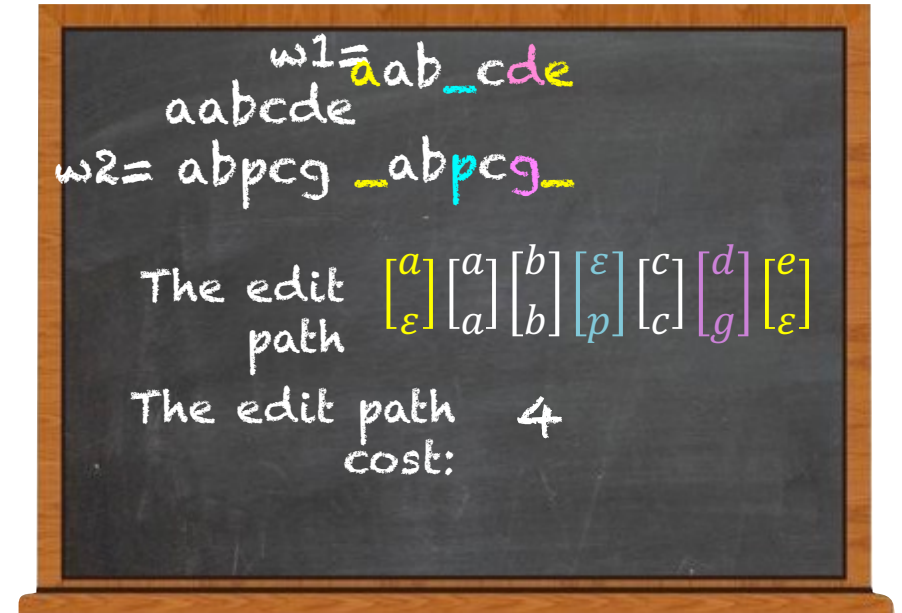 w1=
aab_cde
aabcde
w2= abpcg _abpcg_
The edit path
[a/ε] [a/a] [b/b] [ε/p] [c/c] [d/g] [e/ε]
The edit path cost: 4